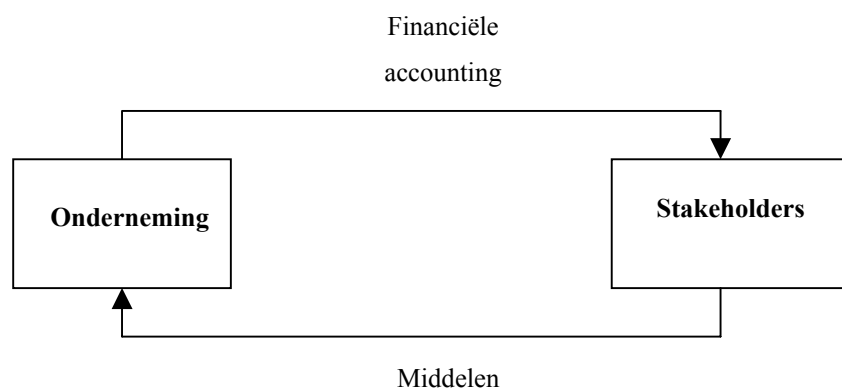 Financiële
accounting
Onderneming
Stakeholders
Middelen